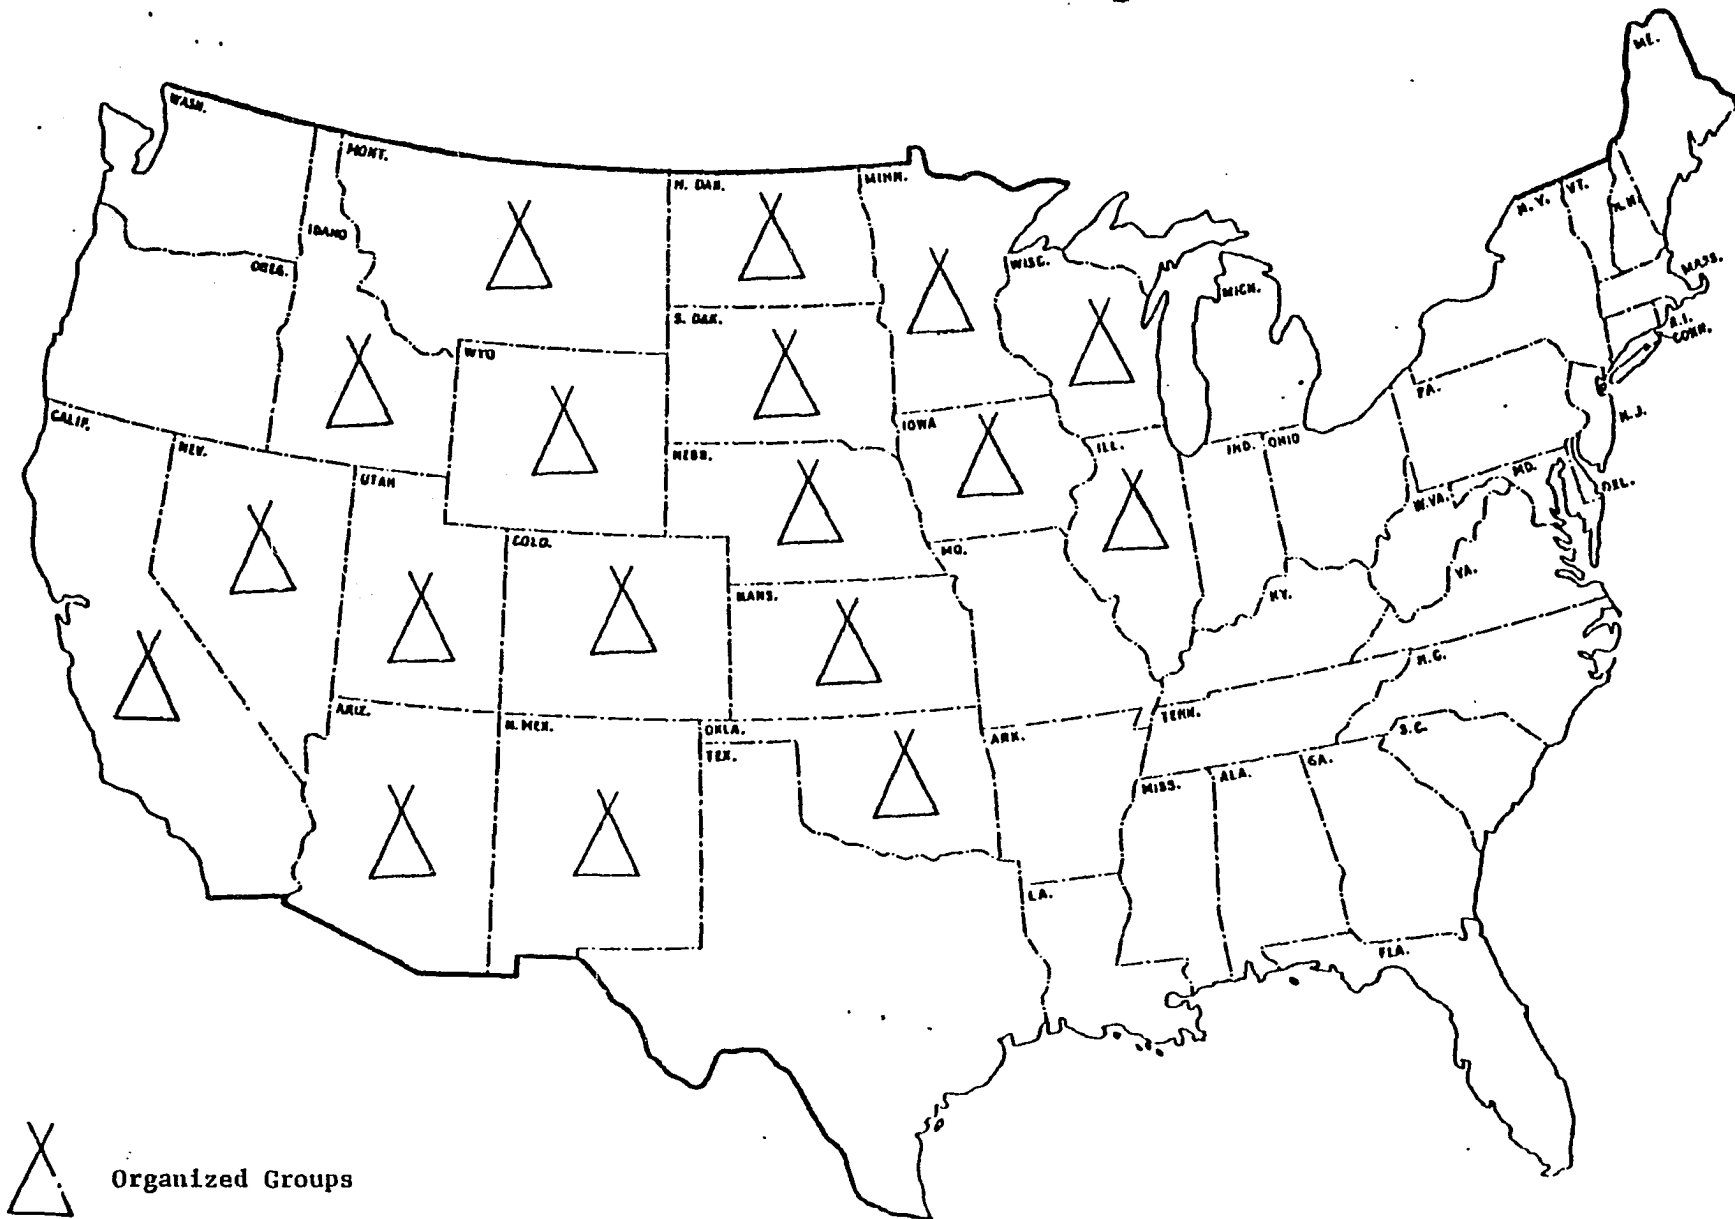 WASH.
MONT.
IDAHO
OREG.
N. DAK.
MINN.
S. DAK.
WYO
WISC.
MICH.
ME.
N.Y.
VT.
N.H.
MASS.
R.I.
CONN.
PA.
N.J.
CALIF.
NEV.
UTAH
COLO.
NEBR.
IOWA
ILL.
IND.
OHIO
W.VA.
MD.
DEL.
MO.
KANS.
KY.
VA.
N.C.
TENN.
S.C.
ARIZ.
N. MEX.
OKLA.
TEX.
ARK.
MISS.
ALA.
GA.
LA.
FLA.
Organized Groups